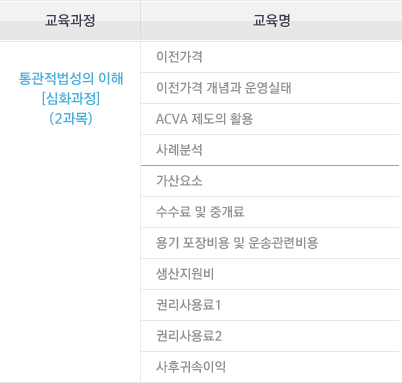 교육과정
교육명
통관적법성의 이해
[심화과정]
(2과목)
이전가격
이전가격 개념과 운영실태
ACVA 제도의 활용
사례분석
가산요소
수수료 및 중개료
용기 포장비용 및 운송관련비용
생산지원비
권리사용료1
권리사용료2
사후귀속이익